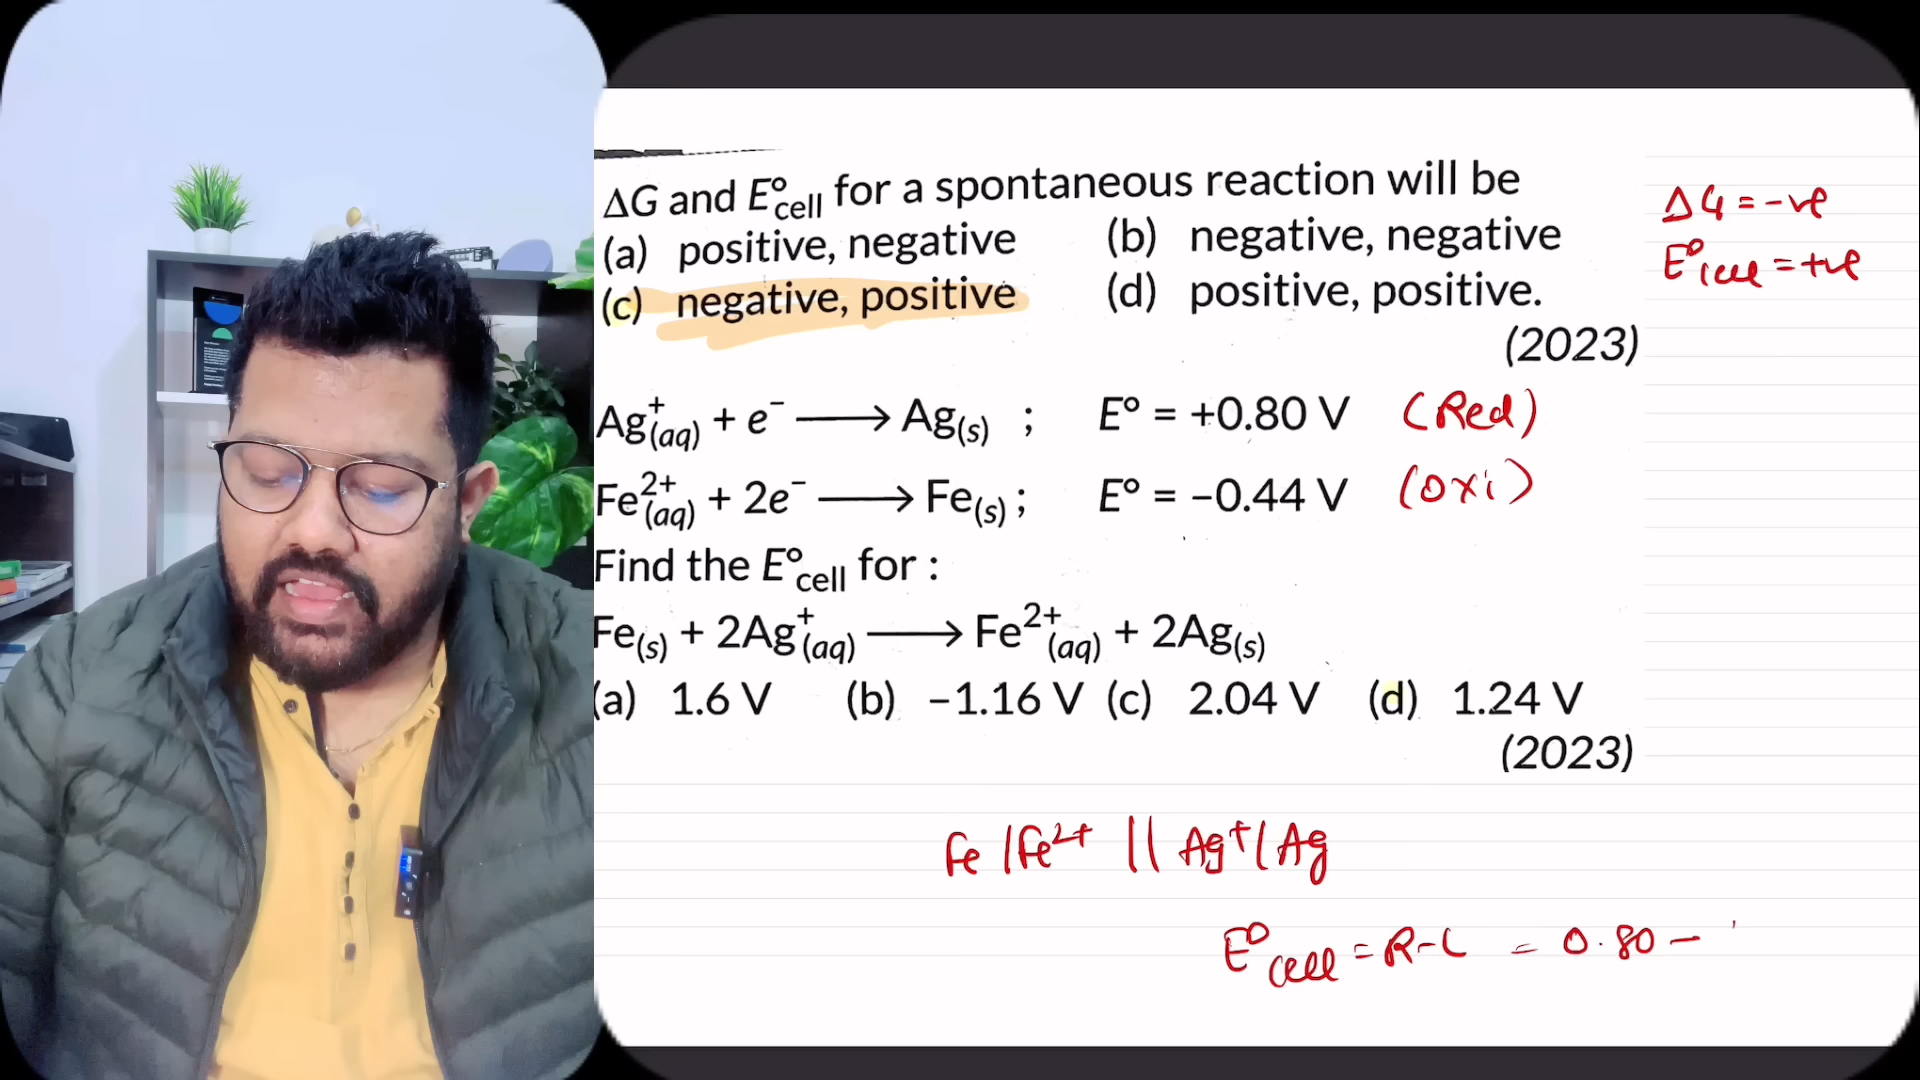 ΔG and E°cell for a spontaneous reaction will be
(a) positive, negative (b) negative, negative
(c) negative, positive (d) positive, positive.
(2023)
ΔG = -ve
E°cell = +ve
Ag⁺(aq) + e⁻ ⟶ Ag(s) ; E° = +0.80 V (Red)
Fe²⁺(aq) + 2e⁻ ⟶ Fe(s) ; E° = –0.44 V (Oxi)
Find the E°cell for :
Fe(s) + 2Ag⁺(aq) ⟶ Fe²⁺(aq) + 2Ag(s)
(a) 1.6 V (b) –1.16 V (c) 2.04 V (d) 1.24 V
(2023)
Fe | Fe²⁺ || Ag⁺ | Ag
E°cell = R-L = 0.80 –